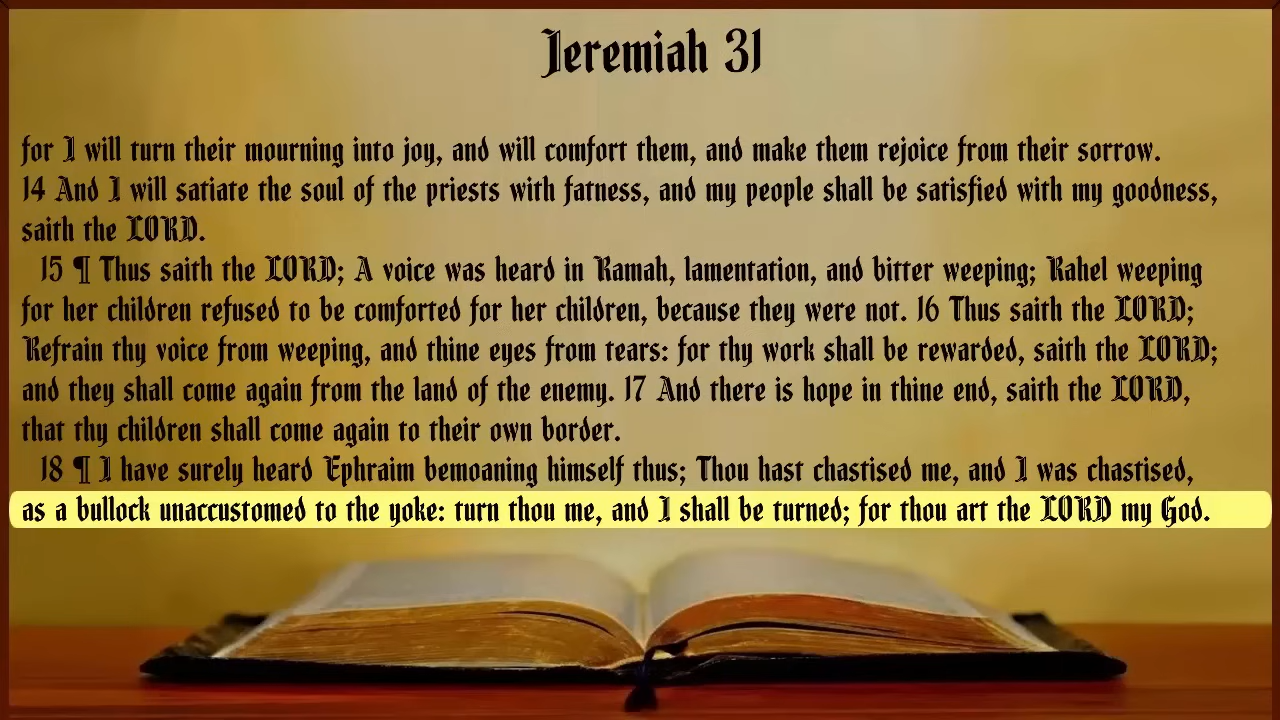 Jeremiah 31
for I will turn their mourning into joy, and will comfort them, and make them rejoice from their sorrow.
14 And I will satiate the soul of the priests with fatness, and my people shall be satisfied with my goodness,
saith the LORD.
15 ¶ Thus saith the LORD; A voice was heard in Ramah, lamentation, and bitter weeping; Rahel weeping
for her children refused to be comforted for her children, because they were not. 16 Thus saith the LORD;
Refrain thy voice from weeping, and thine eyes from tears: for thy work shall be rewarded, saith the LORD;
and they shall come again from the land of the enemy. 17 And there is hope in thine end, saith the LORD,
that thy children shall come again to their own border.
18 ¶ I have surely heard Ephraim bemoaning himself thus; Thou hast chastised me, and I was chastised,
as a bullock unaccustomed to the yoke: turn thou me, and I shall be turned; for thou art the LORD my God.